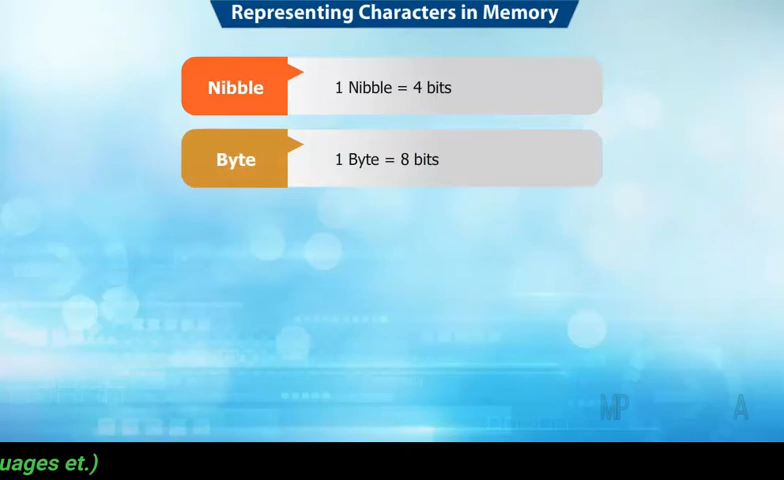 Representing Characters in Memory
Nibble
1 Nibble = 4 bits
Byte
1 Byte = 8 bits
MP
A
uages et.)